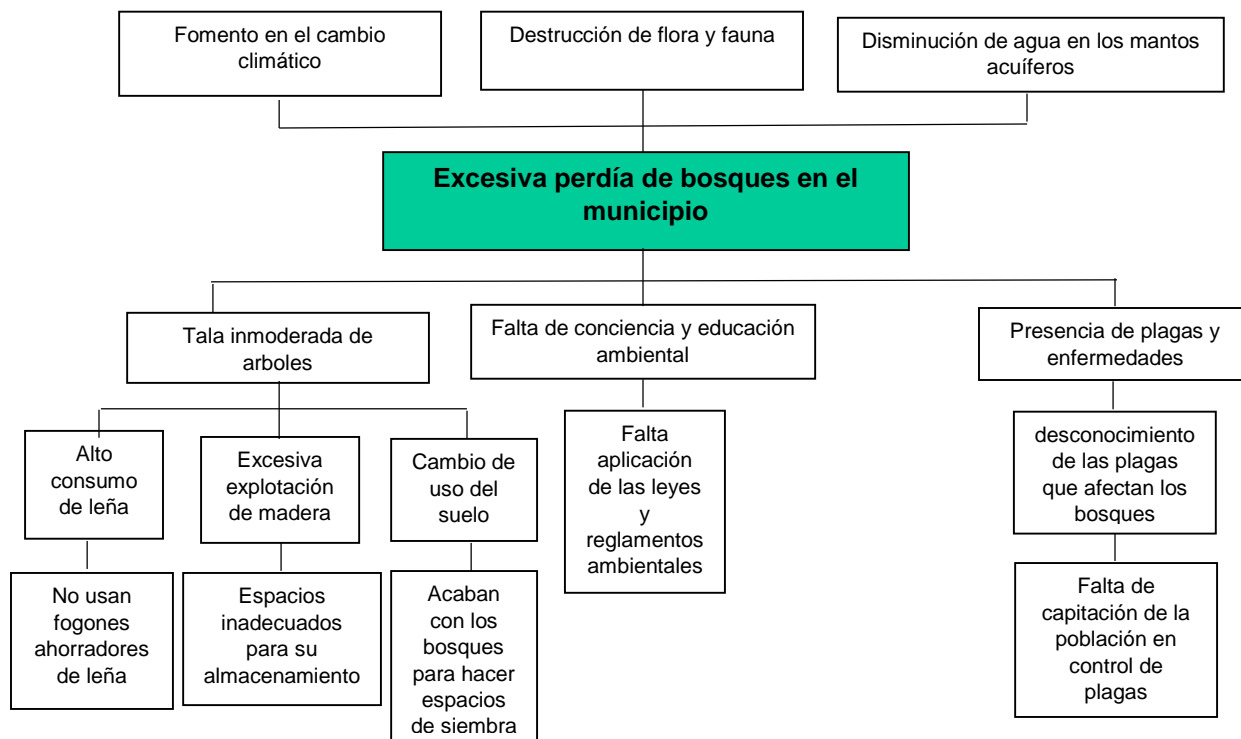 Fomento en el cambio
climático
Destrucción de flora y fauna
Disminución de agua en los mantos
acuíferos
Excesiva perdía de bosques en el
municipio
Tala inmoderada de
arboles
Falta de conciencia y educación
ambiental
Presencia de plagas y
enfermedades
Alto
consumo
de leña
Excesiva
explotación
de madera
Cambio de
uso del
suelo
Falta
aplicación
de las leyes
y
reglamentos
ambientales
desconocimiento
de las plagas
que afectan los
bosques
No usan
fogones
ahorradores
de leña
Espacios
inadecuados
para su
almacenamiento
Acaban
con los
bosques
para hacer
espacios
de siembra
Falta de
capitación de la
población en
control de
plagas